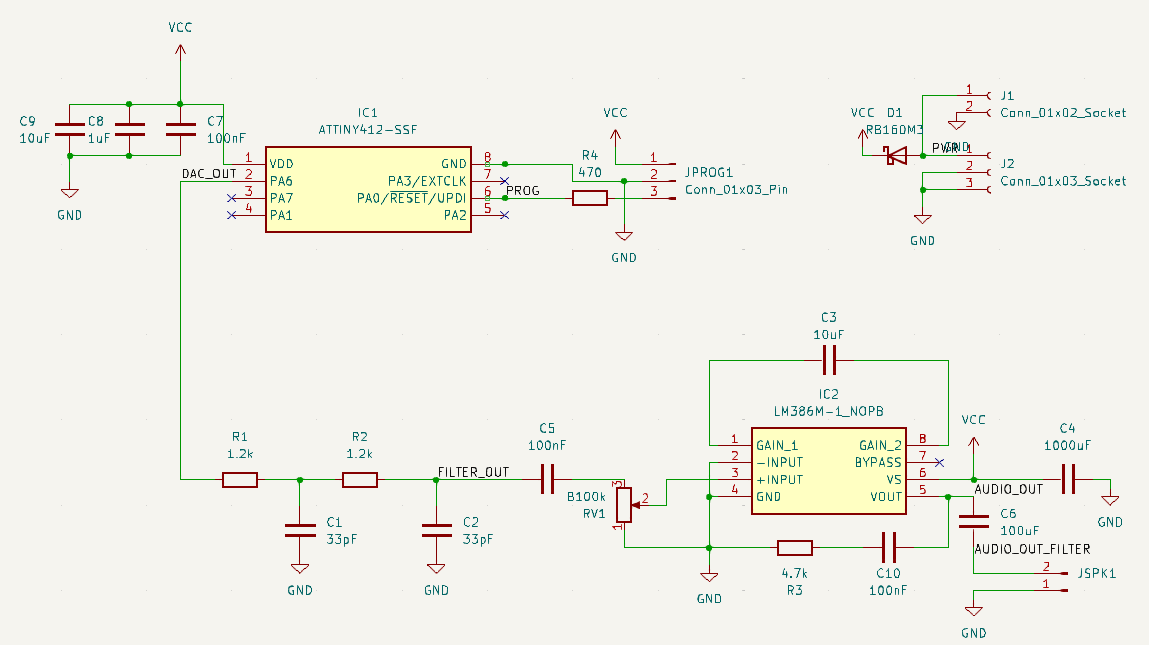 VCC
C9
10uF
C8
1uF
C7
100nF
GND
IC1
ATTINY412-SSF
DAC_OUT
1
VDD
2
PA6
3
PA7
4
PA1
GND
8
PA3/EXTCLK
7
PA0/RESET/UPDI
6
PA2
5
PROG
R4
470
VCC
1
2
3
JPROG1
Conn_01x03_Pin
GND
VCC
D1
RB160M3
1
2
J1
Conn_01x02_Socket
GND
PWR
1
2
3
J2
Conn_01x03_Socket
GND
R1
1.2k
R2
1.2k
FILTER_OUT
C1
33pF
GND
C2
33pF
GND
C5
100nF
B100k
RV1
3
2
1
C3
10uF
IC2
LM386M-1_NOPB
1
GAIN_1
2
-INPUT
3
+INPUT
4
GND
GAIN_2
8
BYPASS
7
VS
6
VOUT
5
GND
4.7k
R3
C10
100nF
VCC
C4
1000uF
GND
AUDIO_OUT
C6
100uF
AUDIO_OUT_FILTER
2
1
JSPK1
GND